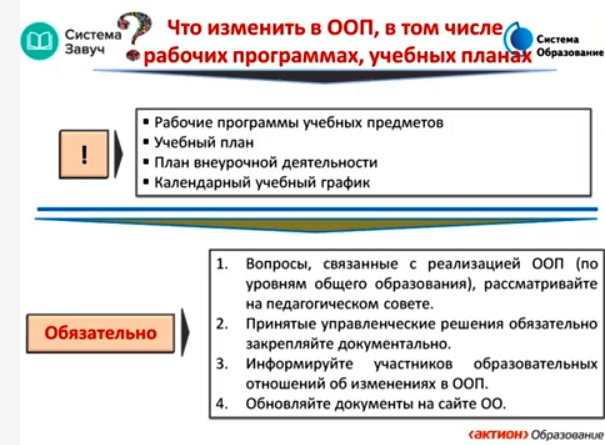 Система
Завуч
?
Что изменить в ООП, в том числе
рабочих программах, учебных планах
Система
Образование
!
▪ Рабочие программы учебных предметов
▪ Учебный план
▪ План внеурочной деятельности
▪ Календарный учебный график
Обязательно
1. Вопросы, связанные с реализацией ООП (по
уровням общего образования), рассматривайте
на педагогическом совете.
2. Принятые управленческие решения обязательно
закрепляйте документально.
3. Информируйте участников образовательных
отношений об изменениях в ООП.
4. Обновляйте документы на сайте ОО.
‹актион› Образование